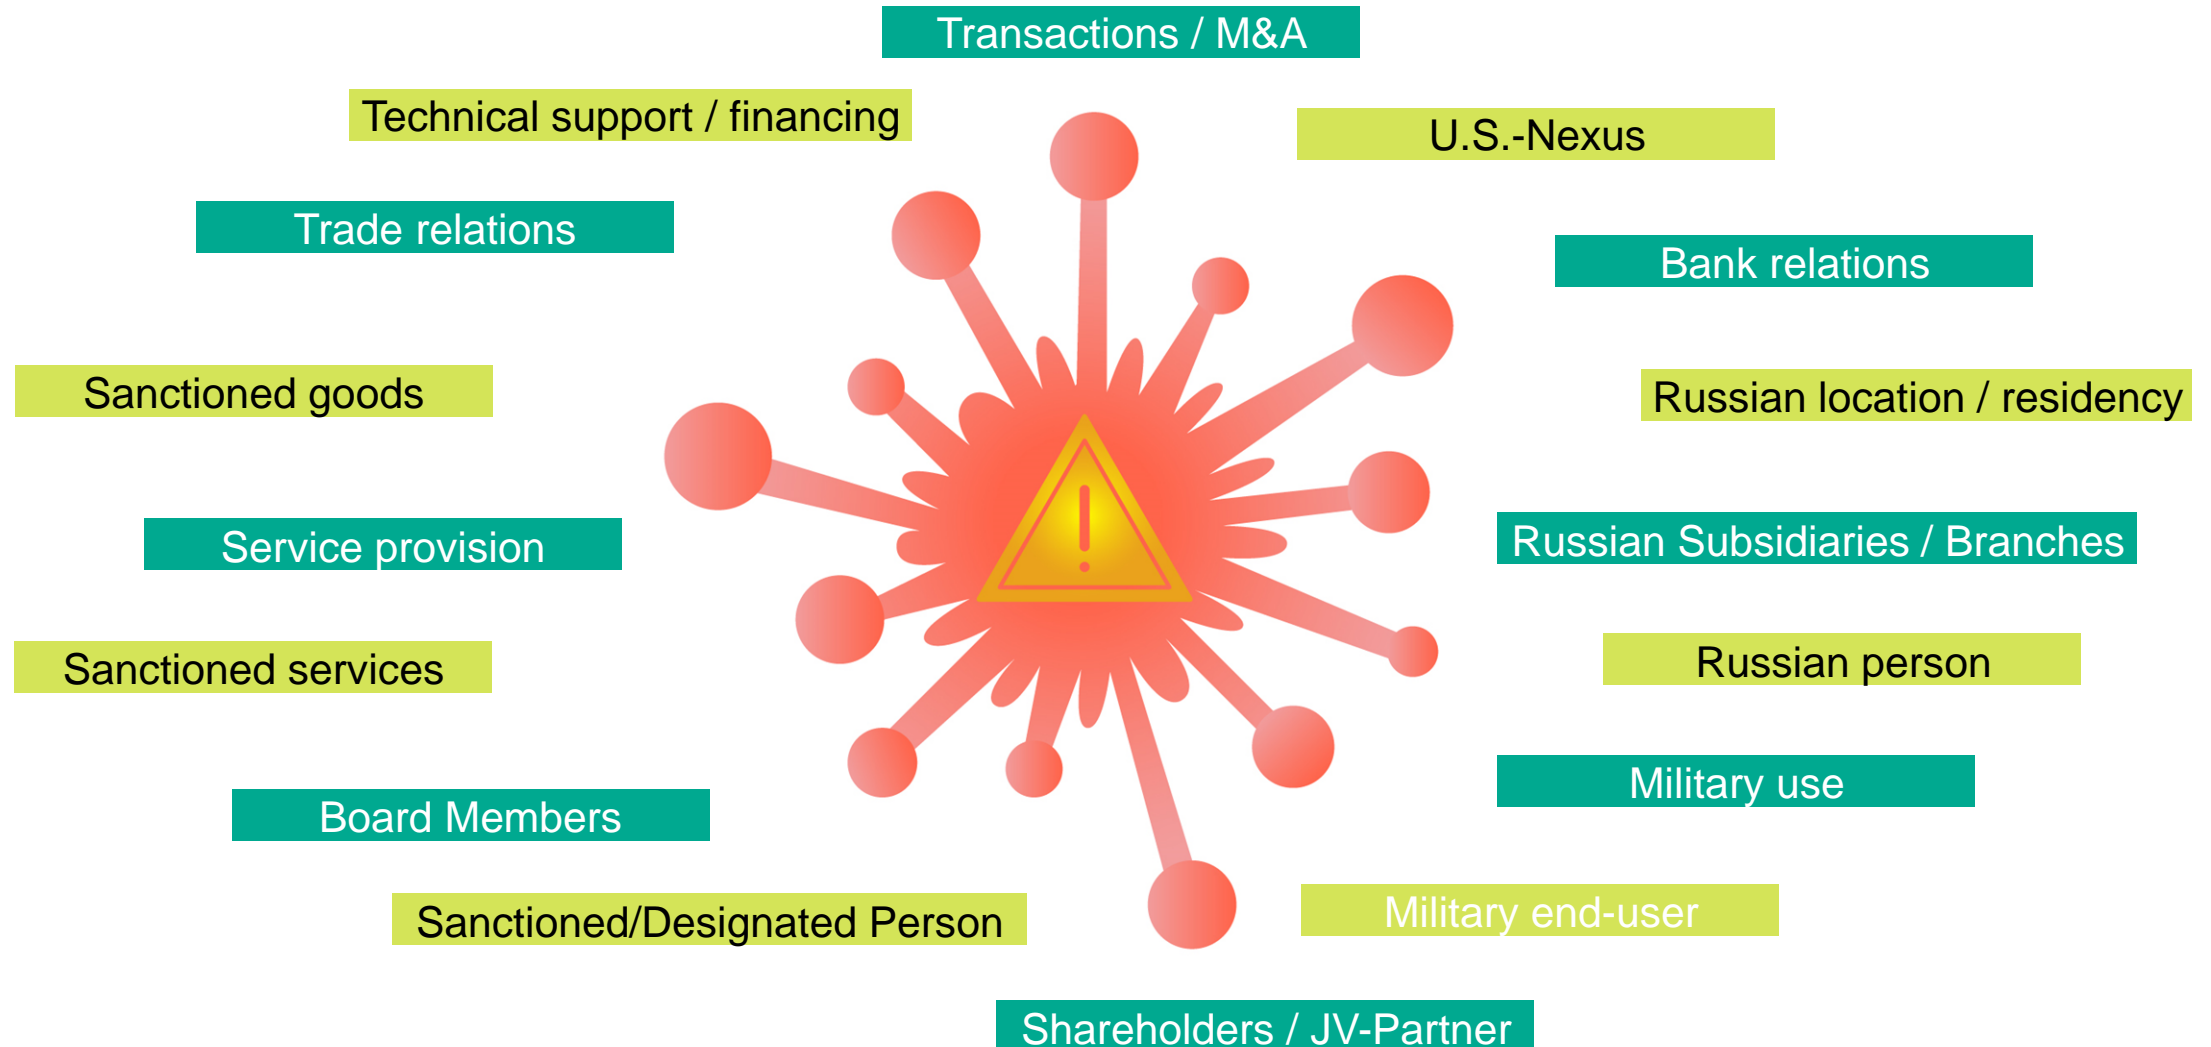 Transactions / M&A
Technical support / financing
U.S.-Nexus
Trade relations
Bank relations
Sanctioned goods
Russian location / residency
Service provision
Russian Subsidiaries / Branches
Sanctioned services
Russian person
Military use
Board Members
Military end-user
Sanctioned/Designated Person
Shareholders / JV-Partner